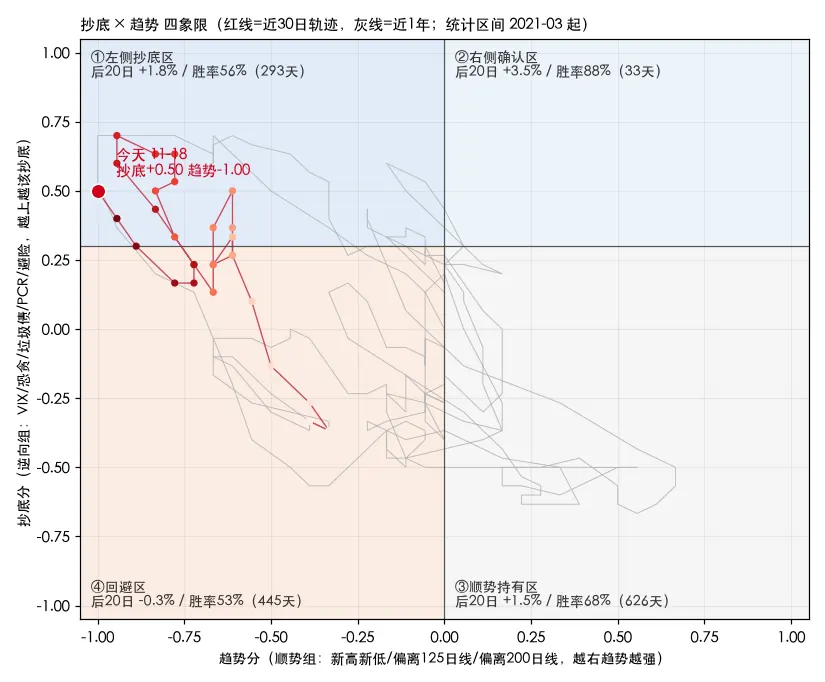 抄底 × 趋势 四象限（红线=近30日轨迹，灰线=近1年；统计区间 2021-03 起）
①左侧抄底区
后20日 +1.8% / 胜率56%（293天）
②右侧确认区
后20日 +3.5% / 胜率88%（33天）
今天 11-18
抄底+0.50 趋势-1.00
④回避区
后20日 -0.3% / 胜率53%（445天）
③顺势持有区
后20日 +1.5% / 胜率68%（626天）
抄底分（逆向组：VIX/恐贪/垃圾债/PCR/避险，越上越该抄底）
1.00
0.75
0.50
0.25
0.00
-0.25
-0.50
-0.75
-1.00
-1.00 -0.75 -0.50 -0.25 0.00 0.25 0.50 0.75 1.00
趋势分（顺势组：新高新低/偏离125日线/偏离200日线，越右趋势越强）